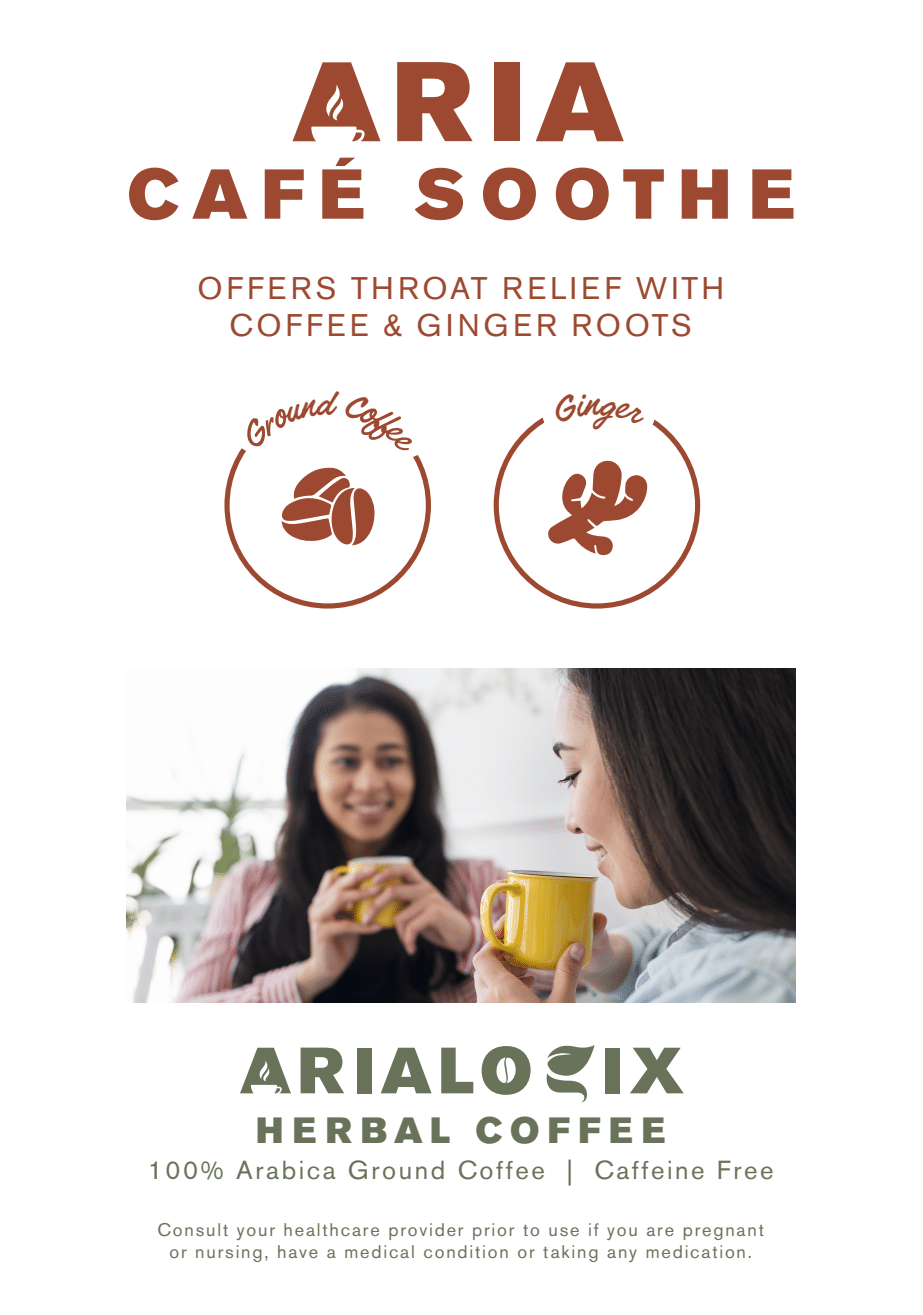 ARIA
CAFÉ SOOTHE
OFFERS THROAT RELIEF WITH
COFFEE & GINGER ROOTS
Ground Coffee
Ginger
ARIALOGIX
HERBAL COFFEE
100% Arabica Ground Coffee | Caffeine Free
Consult your healthcare provider prior to use if you are pregnant
or nursing, have a medical condition or taking any medication.